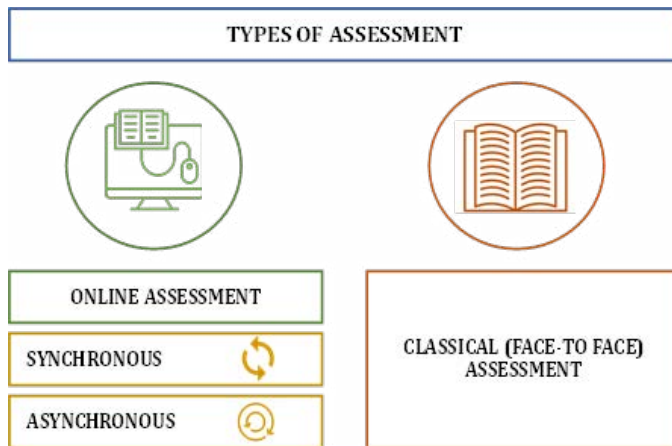 TYPES OF ASSESSMENT
ONLINE ASSESSMENT
SYNCHRONOUS
ASYNCHRONOUS
CLASSICAL (FACE-TO FACE)
ASSESSMENT